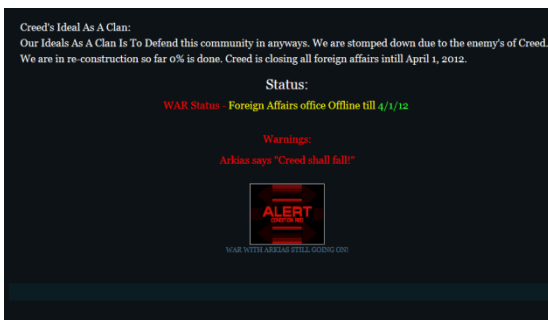 Creed's Ideal As A Clan:
Our Ideals As A Clan Is To Defend this community in anyways. We are stomped down due to the enemy's of Creed.
We are in re-construction so far 0% is done. Creed is closing all foreign affairs intill April 1, 2012.
Status:
WAR Status - Foreign Affairs office Offline till 4/1/12
Warnings:
Arkias says "Creed shall fall!"
ALERT
CONDITION RED
WAR WITH ARKIAS STILL GOING ON!